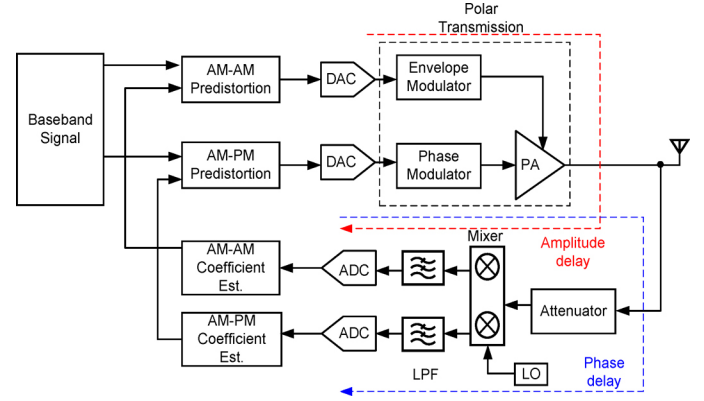 Polar
Transmission
Baseband
Signal
AM-AM
Predistortion
DAC
Envelope
Modulator
AM-PM
Predistortion
DAC
Phase
Modulator
PA
Mixer
Amplitude
delay
AM-AM
Coefficient
Est.
ADC
Attenuator
AM-PM
Coefficient
Est.
ADC
LPF
LO
Phase
delay